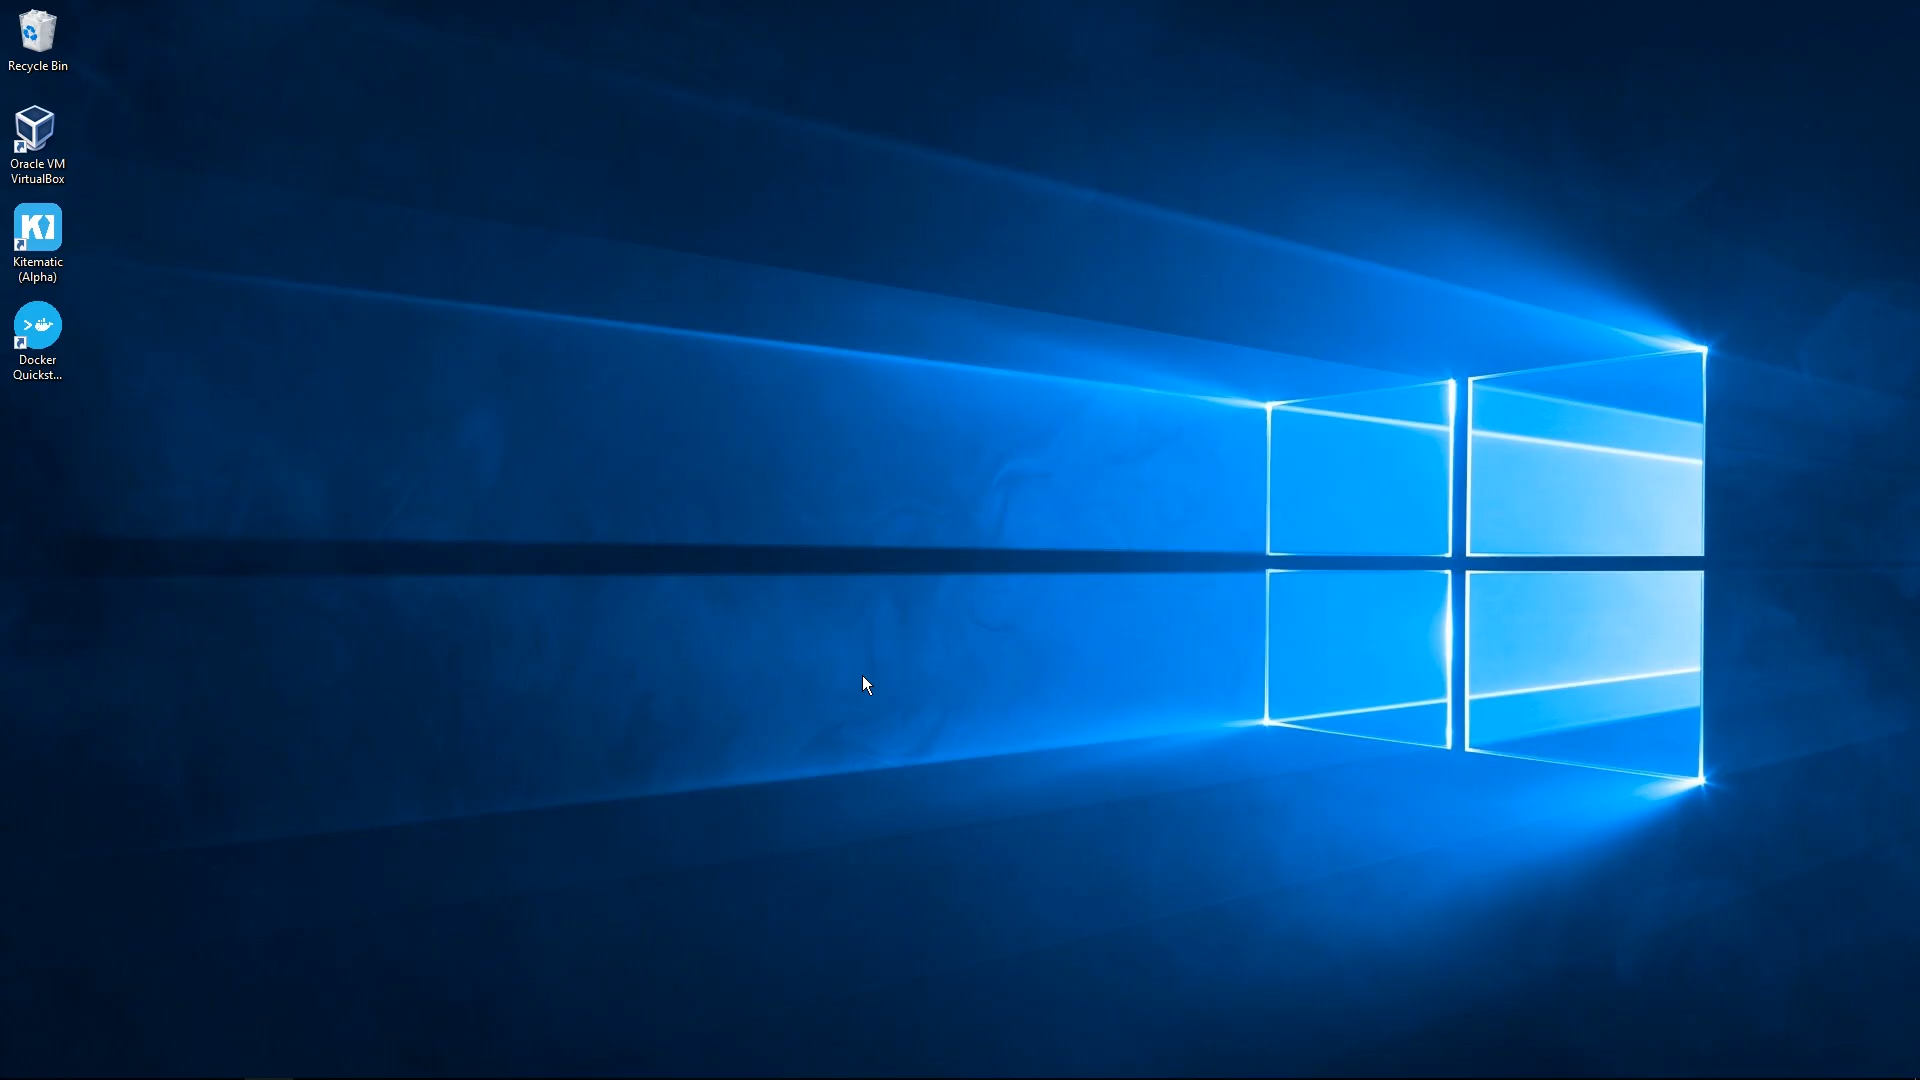 Recycle Bin
Oracle VM
VirtualBox
Kitematic
(Alpha)
Docker
Quickst...